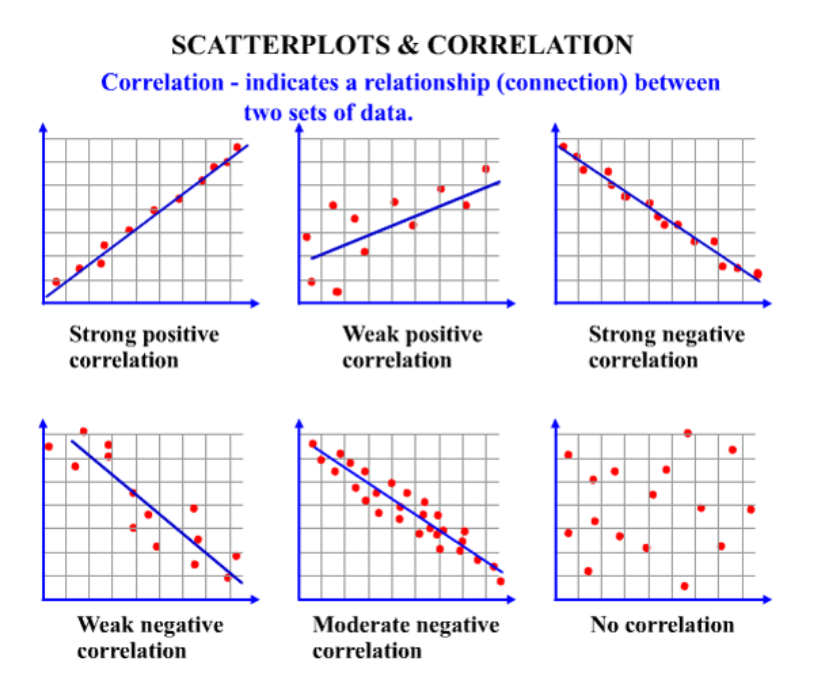 SCATTERPLOTS & CORRELATION
Correlation - indicates a relationship (connection) between
two sets of data.
Strong positive
correlation
Weak positive
correlation
Strong negative
correlation
Weak negative
correlation
Moderate negative
correlation
No correlation